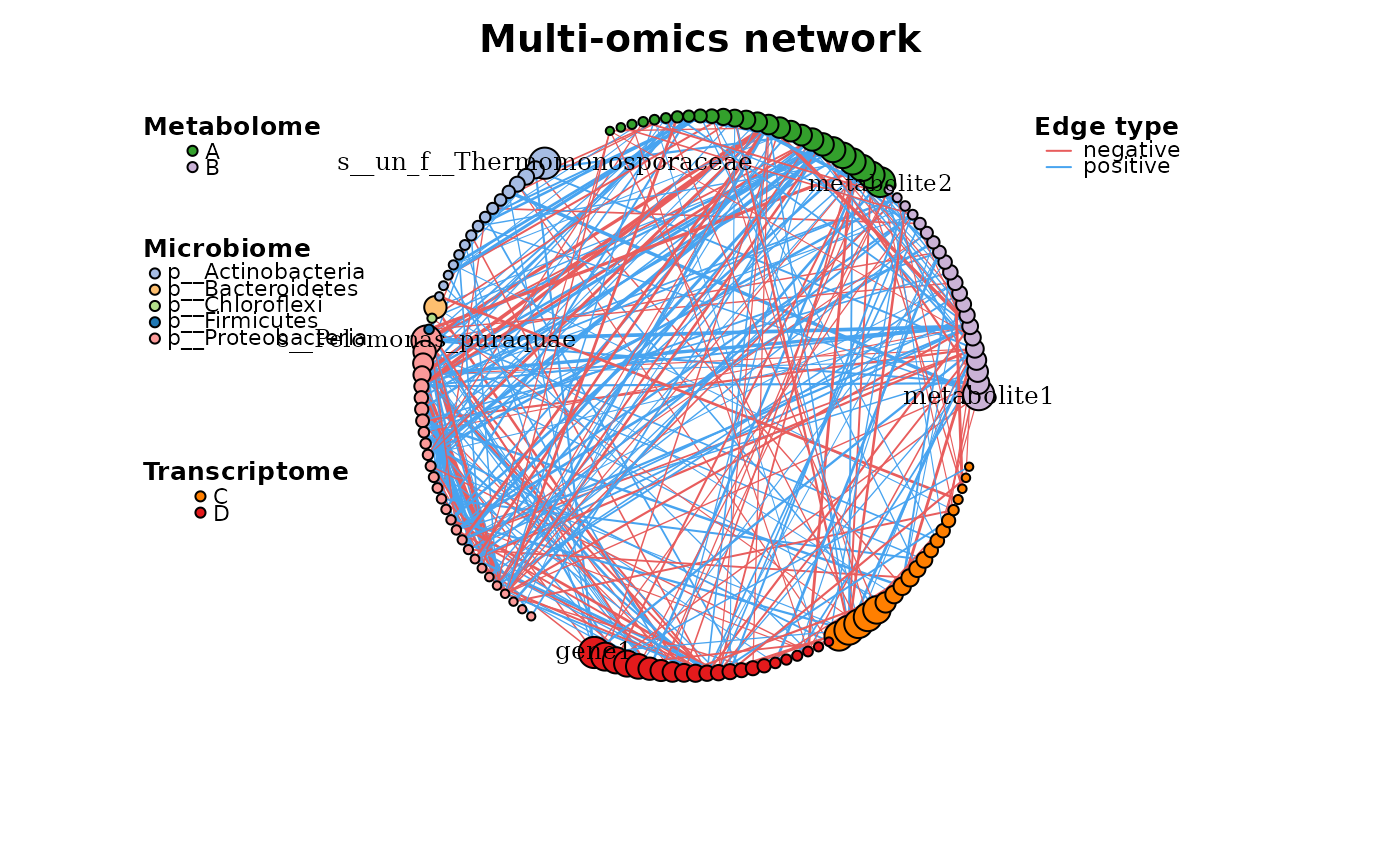 Multi-omics network
Metabolome
A
B
Microbiome
p__Actinobacteria
p__Bacteroidetes
p__Chloroflexi
p__Firmicutes
p__Proteobacteria
Transcriptome
C
D
Edge type
negative
positive
s__un_f__Thermomonosporaceae
metabolite2
s__Pelomonas_puraquae
metabolite1
gene1